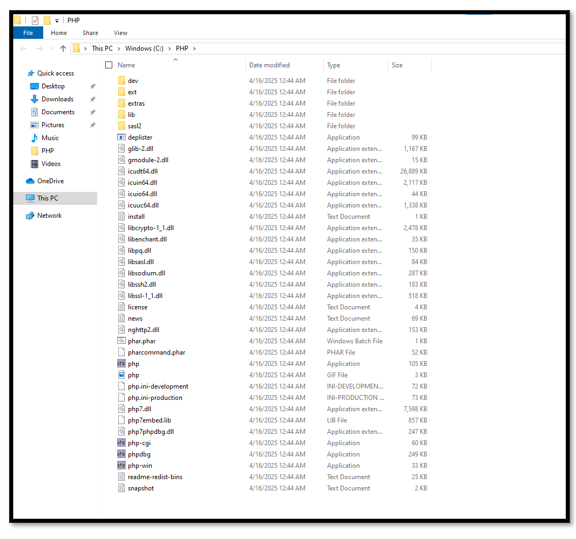 PHP
File Home Share View
This PC > Windows (C:) > PHP >
Name Date modified Type Size
Quick access
Desktop
Downloads
Documents
Pictures
Music
PHP
Videos
OneDrive
This PC
Network
dev 4/16/2025 12:44 AM File folder
ext 4/16/2025 12:44 AM File folder
extras 4/16/2025 12:44 AM File folder
lib 4/16/2025 12:44 AM File folder
sasl2 4/16/2025 12:44 AM File folder
deplister 4/16/2025 12:44 AM Application 99 KB
glib-2.dll 4/16/2025 12:44 AM Application exten... 1,167 KB
gmodule-2.dll 4/16/2025 12:44 AM Application exten... 15 KB
icudt64.dll 4/16/2025 12:44 AM Application exten... 26,889 KB
icuin64.dll 4/16/2025 12:44 AM Application exten... 2,117 KB
icuio64.dll 4/16/2025 12:44 AM Application exten... 44 KB
icuuc64.dll 4/16/2025 12:44 AM Application exten... 1,338 KB
install 4/16/2025 12:44 AM Text Document 1 KB
libcrypto-1_1.dll 4/16/2025 12:44 AM Application exten... 2,478 KB
libenchant.dll 4/16/2025 12:44 AM Application exten... 35 KB
libpq.dll 4/16/2025 12:44 AM Application exten... 150 KB
libsasl.dll 4/16/2025 12:44 AM Application exten... 84 KB
libsodium.dll 4/16/2025 12:44 AM Application exten... 287 KB
libssh2.dll 4/16/2025 12:44 AM Application exten... 183 KB
libssl-1_1.dll 4/16/2025 12:44 AM Application exten... 518 KB
license 4/16/2025 12:44 AM Text Document 4 KB
news 4/16/2025 12:44 AM Text Document 69 KB
nghttp2.dll 4/16/2025 12:44 AM Application exten... 153 KB
phar.phar 4/16/2025 12:44 AM Windows Batch File 1 KB
pharcommand.phar 4/16/2025 12:44 AM PHAR File 52 KB
php 4/16/2025 12:44 AM Application 105 KB
php 4/16/2025 12:44 AM GIF File 3 KB
php.ini-development 4/16/2025 12:44 AM INI-DEVELOPMEN... 72 KB
php.ini-production 4/16/2025 12:44 AM INI-PRODUCTION ... 73 KB
php7.dll 4/16/2025 12:44 AM Application exten... 7,598 KB
php7embed.lib 4/16/2025 12:44 AM LIB File 857 KB
php7phpdbg.dll 4/16/2025 12:44 AM Application exten... 247 KB
php-cgi 4/16/2025 12:44 AM Application 60 KB
phpdbg 4/16/2025 12:44 AM Application 249 KB
php-win 4/16/2025 12:44 AM Application 33 KB
readme-redist-bins 4/16/2025 12:44 AM Text Document 25 KB
snapshot 4/16/2025 12:44 AM Text Document 2 KB